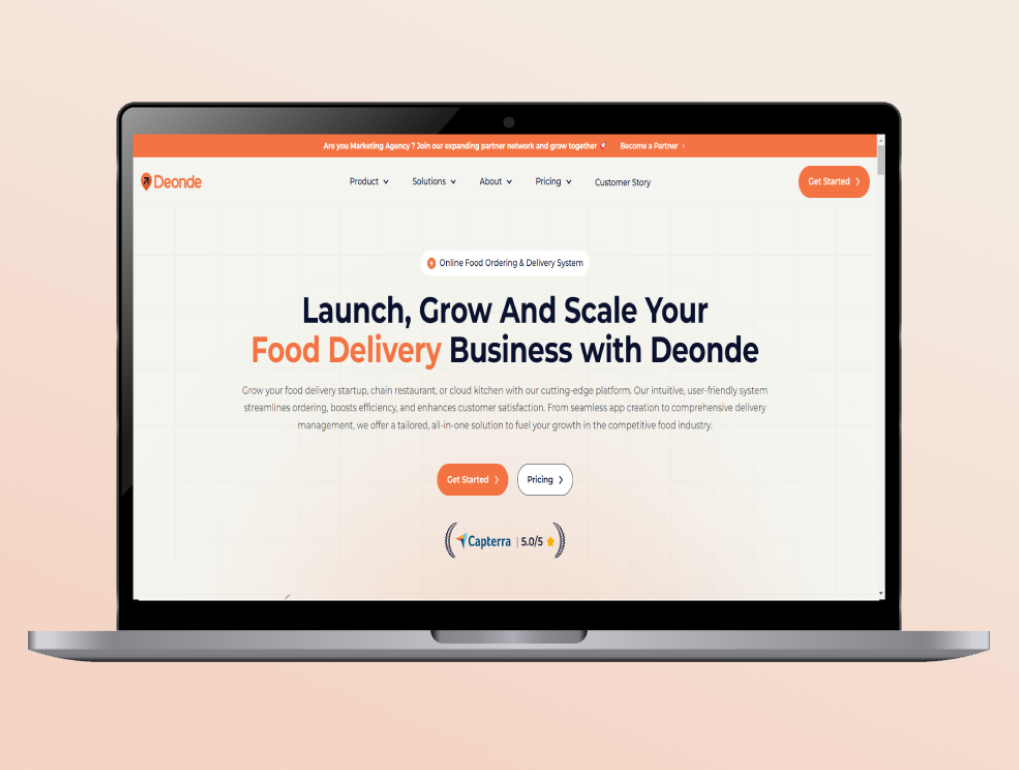 Are you Marketing Agency ? Join our expanding partner network and grow together Become a Partner
Deonde Product Solutions About Pricing Customer Story Get Started
Online Food Ordering & Delivery System
Launch, Grow And Scale Your
Food Delivery Business with Deonde
Grow your food delivery startup, chain restaurant, or cloud kitchen with our cutting-edge platform. Our intuitive, user-friendly system
streamlines ordering, boosts efficiency, and enhances customer satisfaction. From seamless app creation to comprehensive delivery
management, we offer a tailored, all-in-one solution to fuel your growth in the competitive food industry.
Get Started Pricing
Capterra | 5.0/5